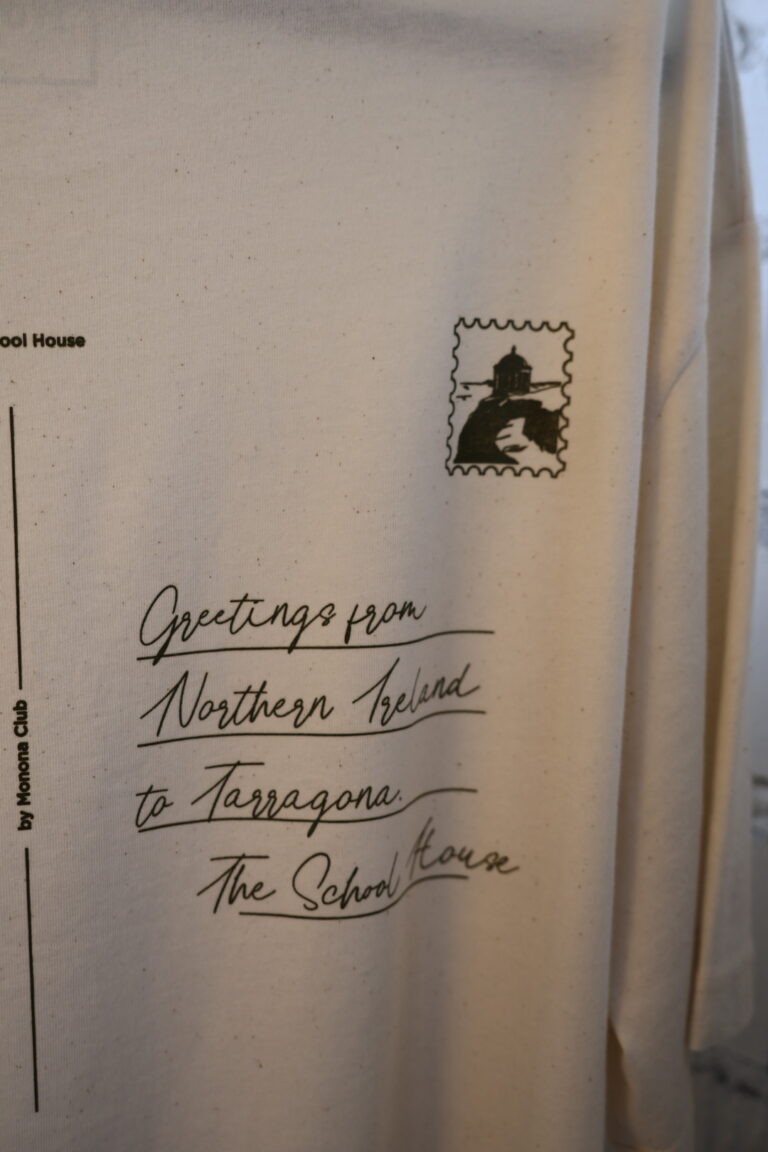 ool House
by Monona Club
Greetings from
Northern Ireland
to Tarragona.
The School House